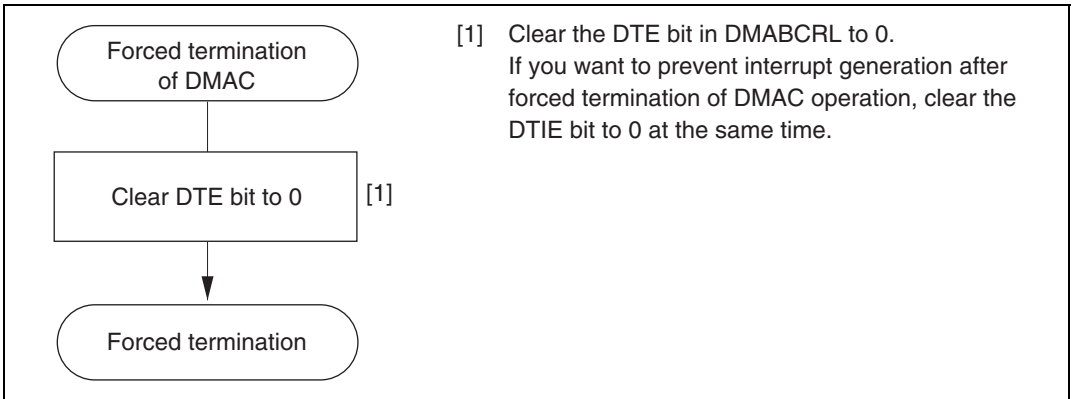 Forced termination
of DMAC
Clear DTE bit to 0
[1]
Forced termination
[1] Clear the DTE bit in DMABCRL to 0.
If you want to prevent interrupt generation after
forced termination of DMAC operation, clear the
DTIE bit to 0 at the same time.